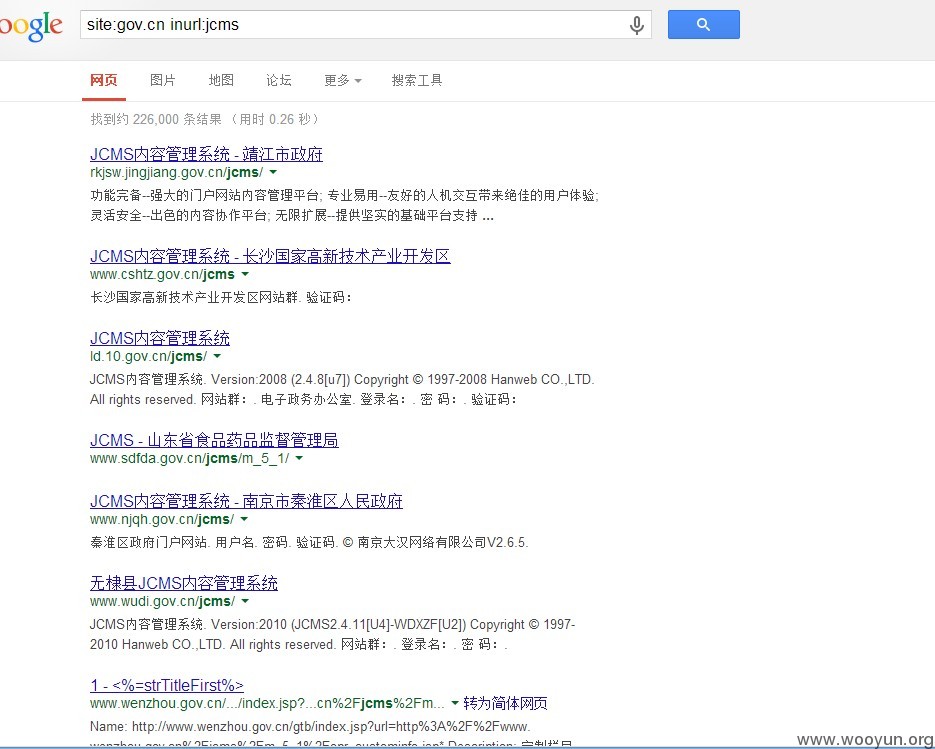 oogle
site:gov.cn inurl:jcms
网页 图片 地图 论坛 更多 搜索工具
找到约 226,000 条结果 （用时 0.26 秒）
JCMS内容管理系统 - 靖江市政府
rkjsw.jingjiang.gov.cn/jcms/
功能完备--强大的门户网站内容管理平台; 专业易用--友好的人机交互带来绝佳的用户体验;
灵活安全--出色的内容协作平台; 无限扩展--提供坚实的基础平台支持 ...
JCMS内容管理系统 - 长沙国家高新技术产业开发区
www.cshtz.gov.cn/jcms
长沙国家高新技术产业开发区网站群. 验证码：
JCMS内容管理系统
ld.10.gov.cn/jcms/
JCMS内容管理系统. Version:2008 (2.4.8[u7]) Copyright © 1997-2008 Hanweb CO.,LTD.
All rights reserved. 网站群：. 电子政务办公室. 登录名：. 密 码：. 验证码：
JCMS - 山东省食品药品监督管理局
www.sdfda.gov.cn/jcms/m_5_1/
JCMS内容管理系统 - 南京市秦淮区人民政府
www.njqh.gov.cn/jcms/
秦淮区政府门户网站. 用户名. 密码. 验证码. © 南京大汉网络有限公司V2.6.5.
无棣县JCMS内容管理系统
www.wudi.gov.cn/jcms/
JCMS内容管理系统. Version:2010 (JCMS2.4.11[U4]-WDXZF[U2]) Copyright © 1997-
2010 Hanweb CO.,LTD. All rights reserved. 网站群：. 登录名：. 密 码：.
1 - <%=strTitleFirst%>
www.wenzhou.gov.cn/.../index.jsp?...cn%2Fjcms%2Fm... 转为简体网页
Name: http://www.wenzhou.gov.cn/gtb/index.jsp?url=http%3A%2F%2Fwww.
www.wooyun.org